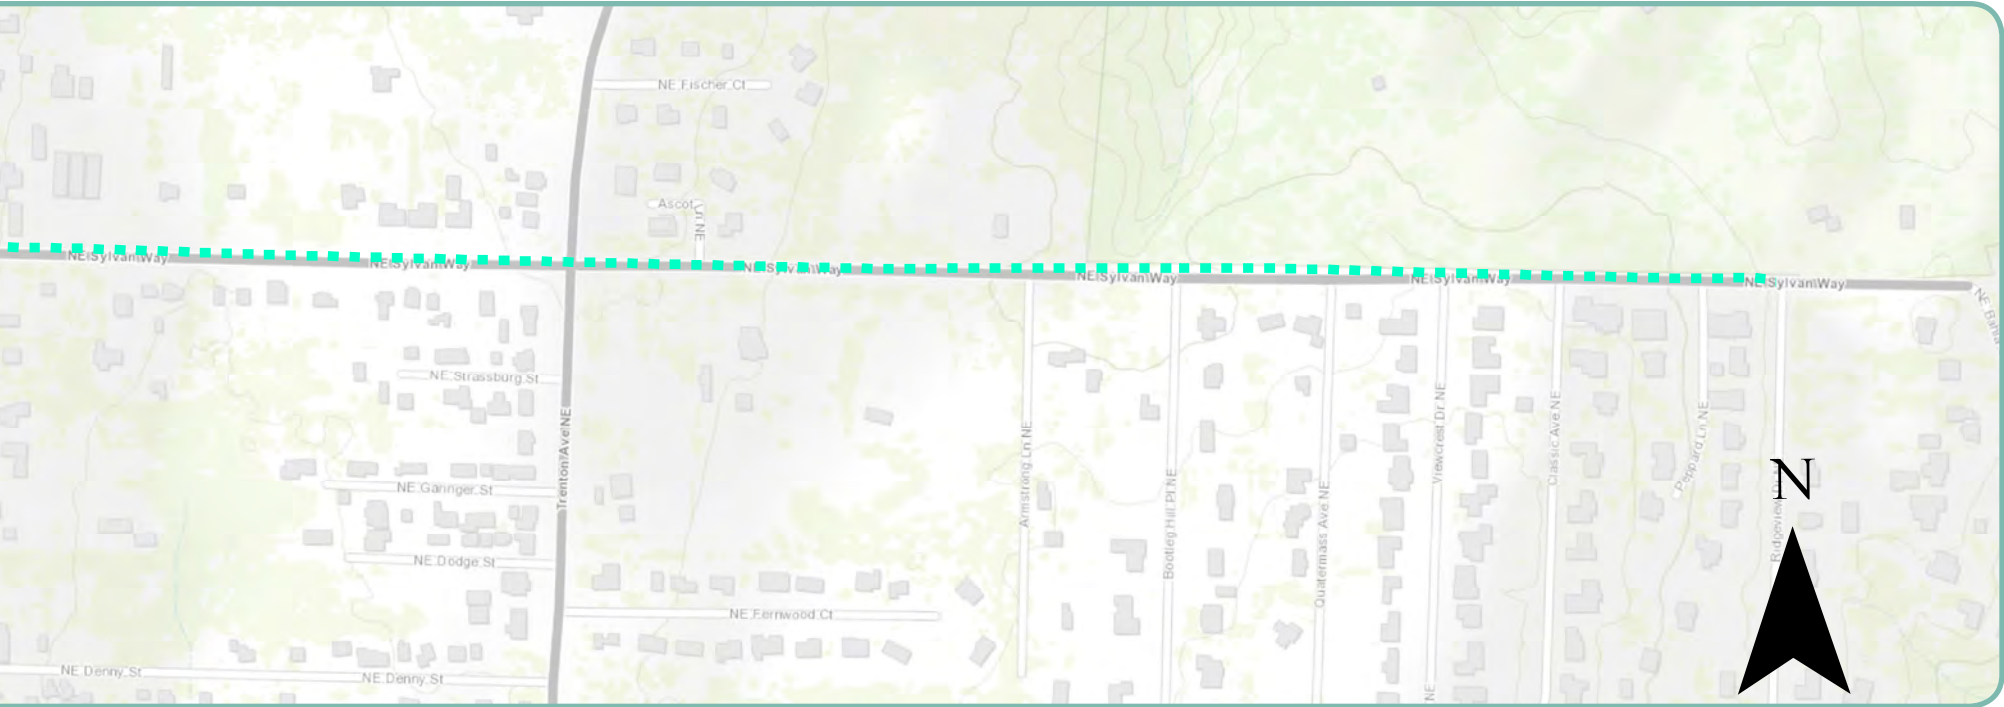 NE Fischer Ct
Ascot Ln NE
NE Sylvan Way
NE Sylvan Way
NE Sylvan Way
NE Sylvan Way
NE Sylvan Way
NE Sylvan Way
NE Strassburg St
Trenton Ave NE
NE Garinger St
NE Dodge St
NE Fernwood Ct
NE Denny St
NE Denny St
Armstrong Ln NE
Bootleg Hill Pl NE
Quatermass Ave NE
Viewcrest Dr NE
NE
Classic Ave NE
Peppard Ln NE
N